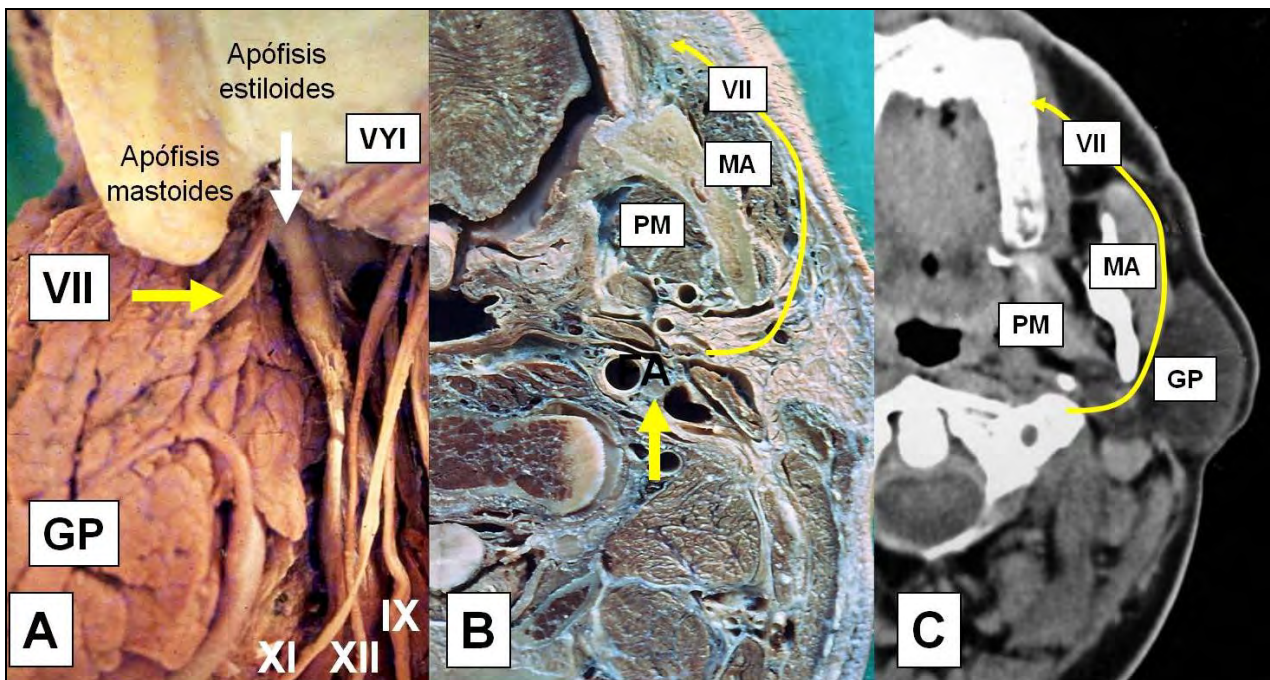 Apófisis
estiloides
VYI
Apófisis
mastoides
VII
GP
A
XI
XII
IX
VII
MA
PM
A
B
VII
MA
PM
GP
C